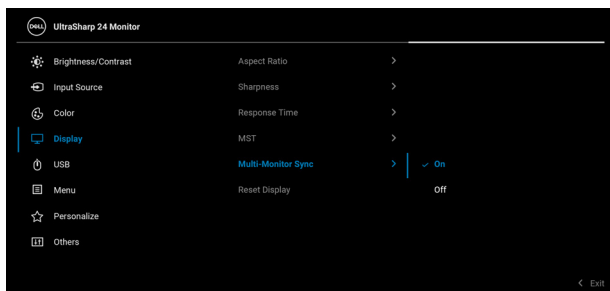 DELL UltraSharp 24 Monitor
Brightness/Contrast Aspect Ratio
Input Source Sharpness
Color Response Time
Display MST
USB Multi-Monitor Sync On
Menu Reset Display Off
Personalize
Others
Exit